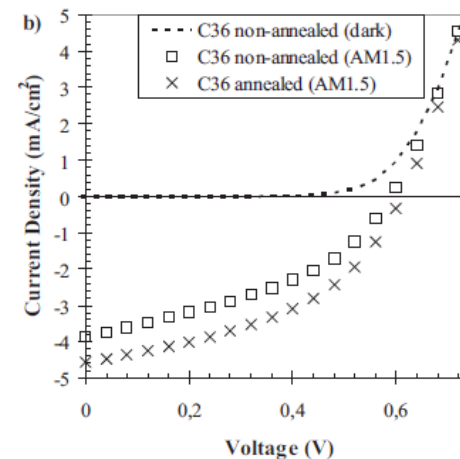 b)
C36 non-annealed (dark)
C36 non-annealed (AM1.5)
C36 annealed (AM1.5)
Current Density (mA/cm²)
5
4
3
2
1
0
-1
-2
-3
-4
-5
0
0,2
0,4
0,6
Voltage (V)